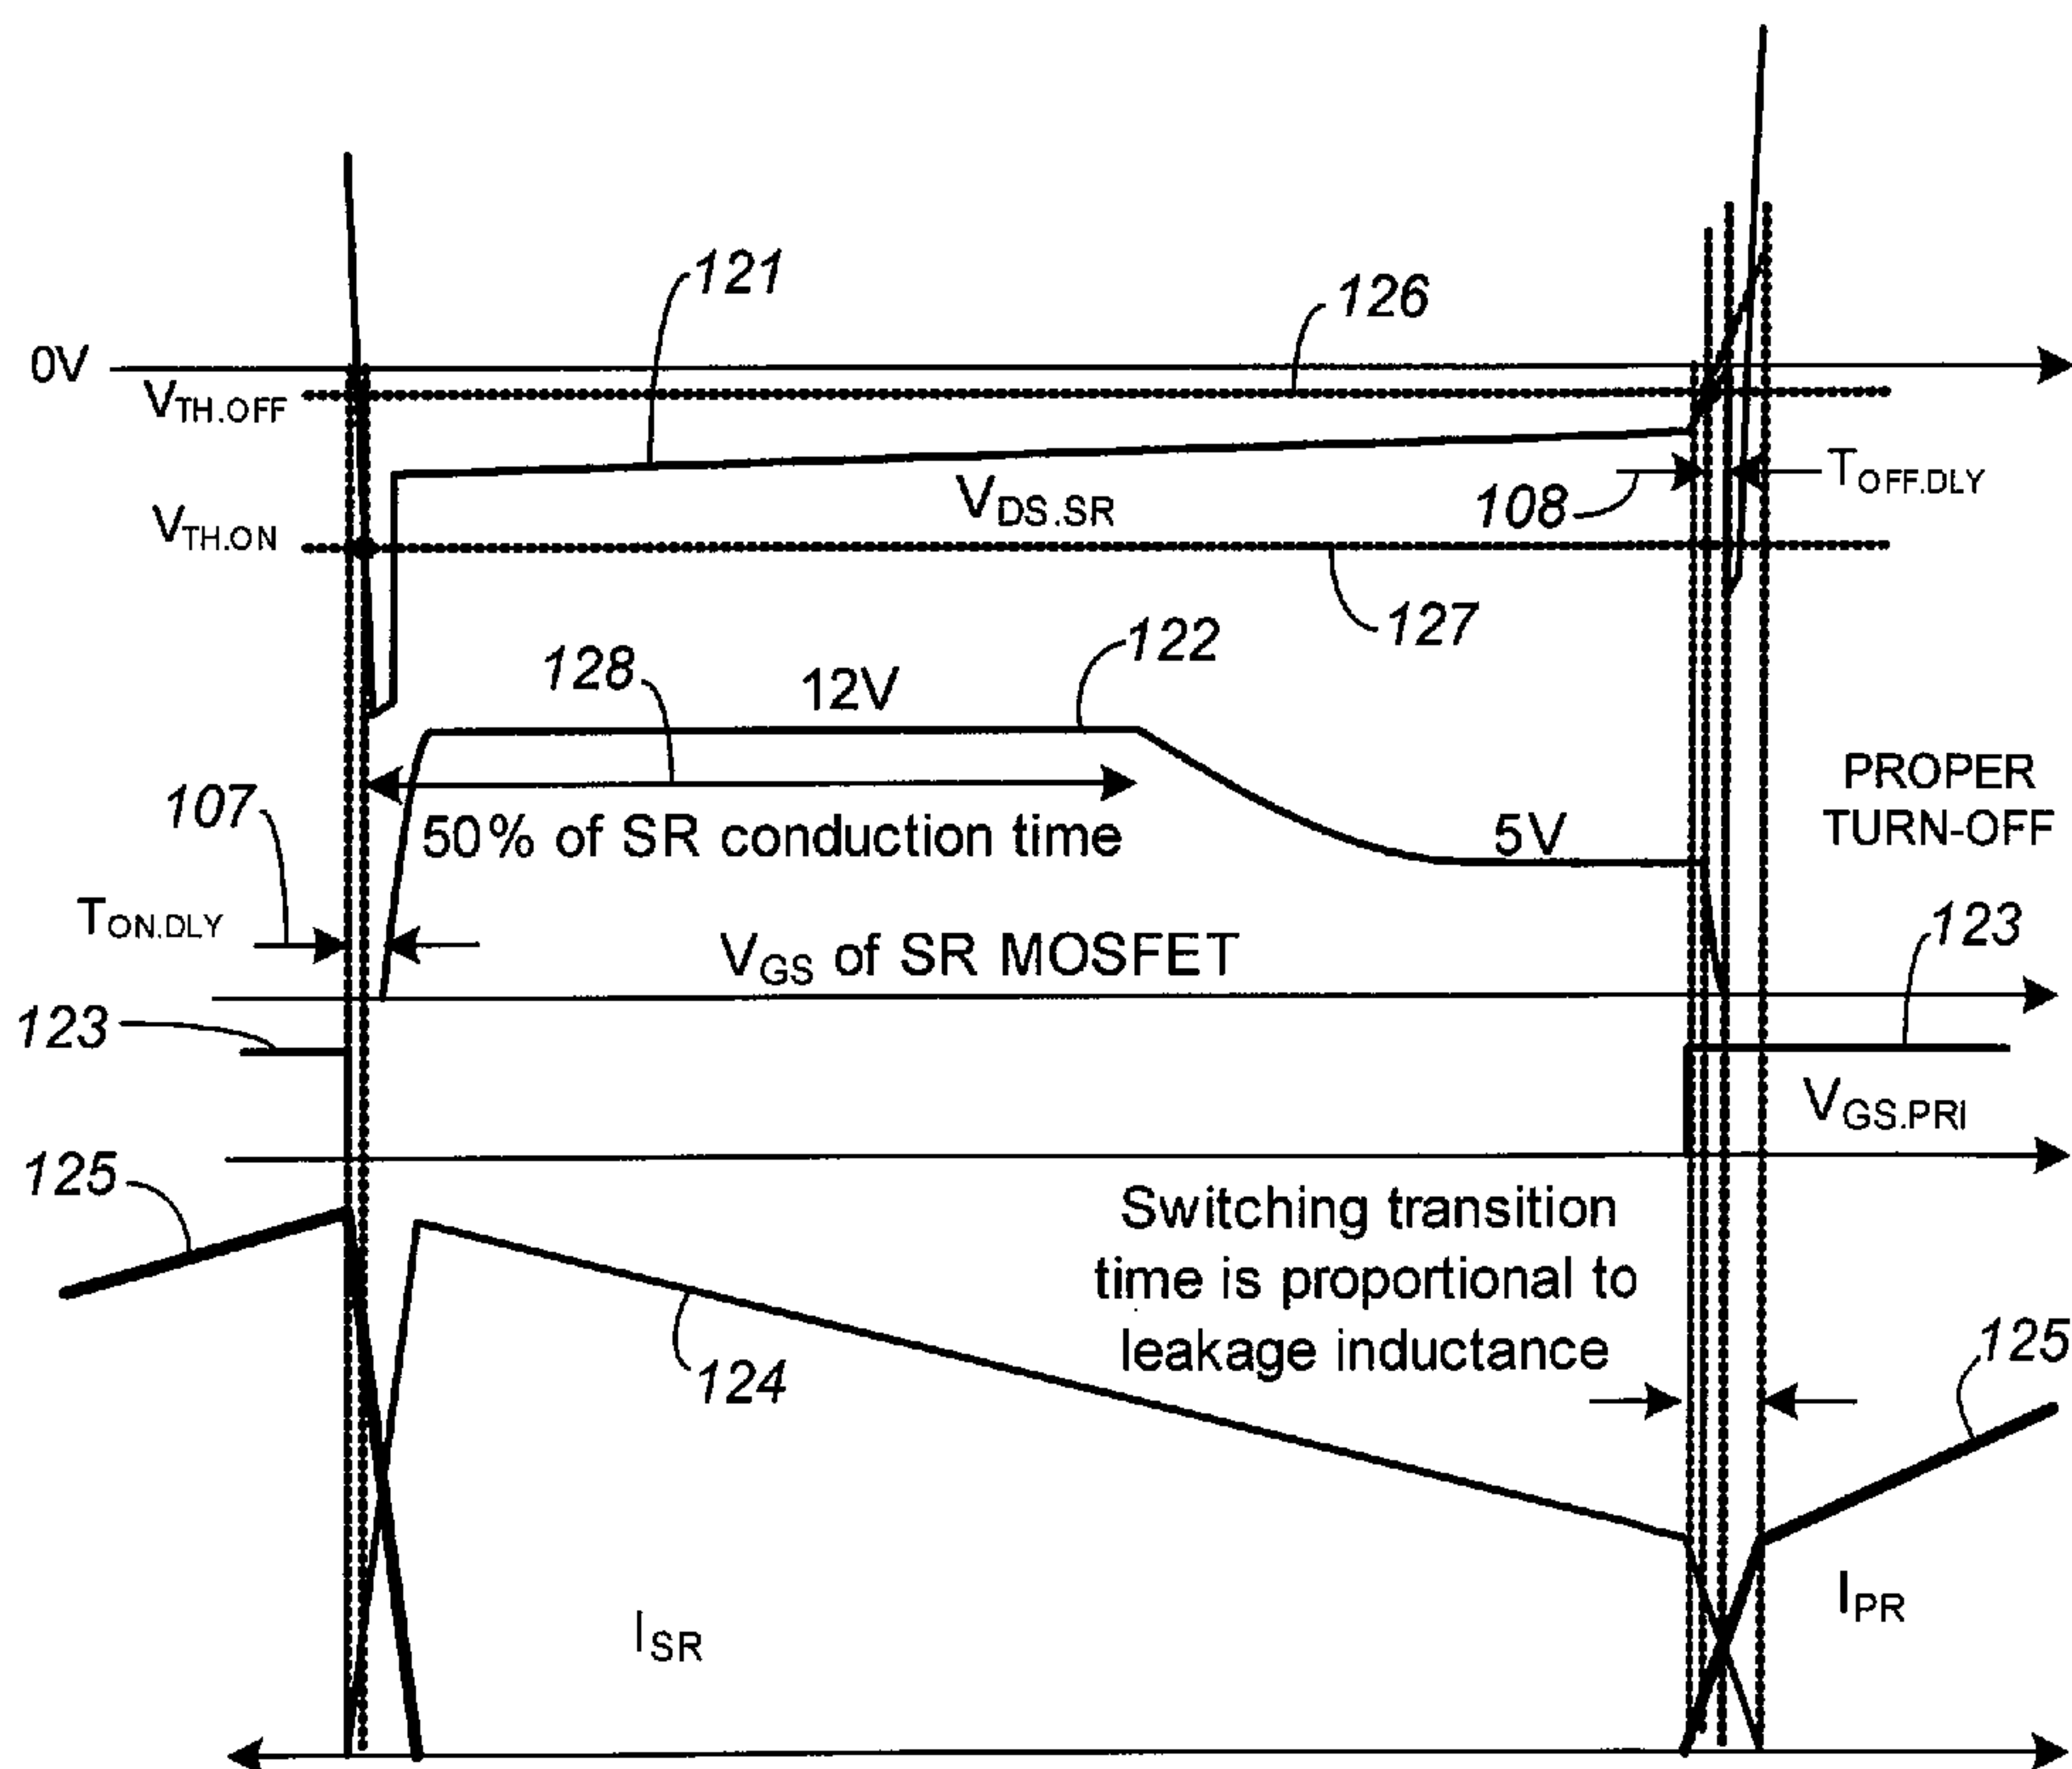 121
126
0V
VTH.OFF
TOFF.DLY
108
VDS.SR
VTH.ON
127
122
128
12V
PROPER
TURN-OFF
107
50% of SR conduction time
5V
TON.DLY
VGS of SR MOSFET
123
123
VGS.PRI
125
Switching transition
time is proportional to
leakage inductance
124
125
IPR
ISR